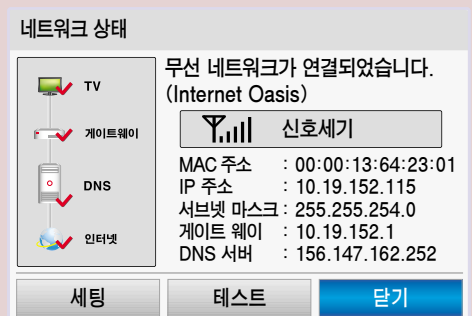 네트워크 상태
TV
게이트웨이
DNS
인터넷
무선 네트워크가 연결되었습니다.
(Internet Oasis)
신호세기
MAC 주소 : 00:00:13:64:23:01
IP 주소 : 10.19.152.115
서브넷 마스크 : 255.255.254.0
게이트 웨이 : 10.19.152.1
DNS 서버 : 156.147.162.252
세팅 테스트 닫기